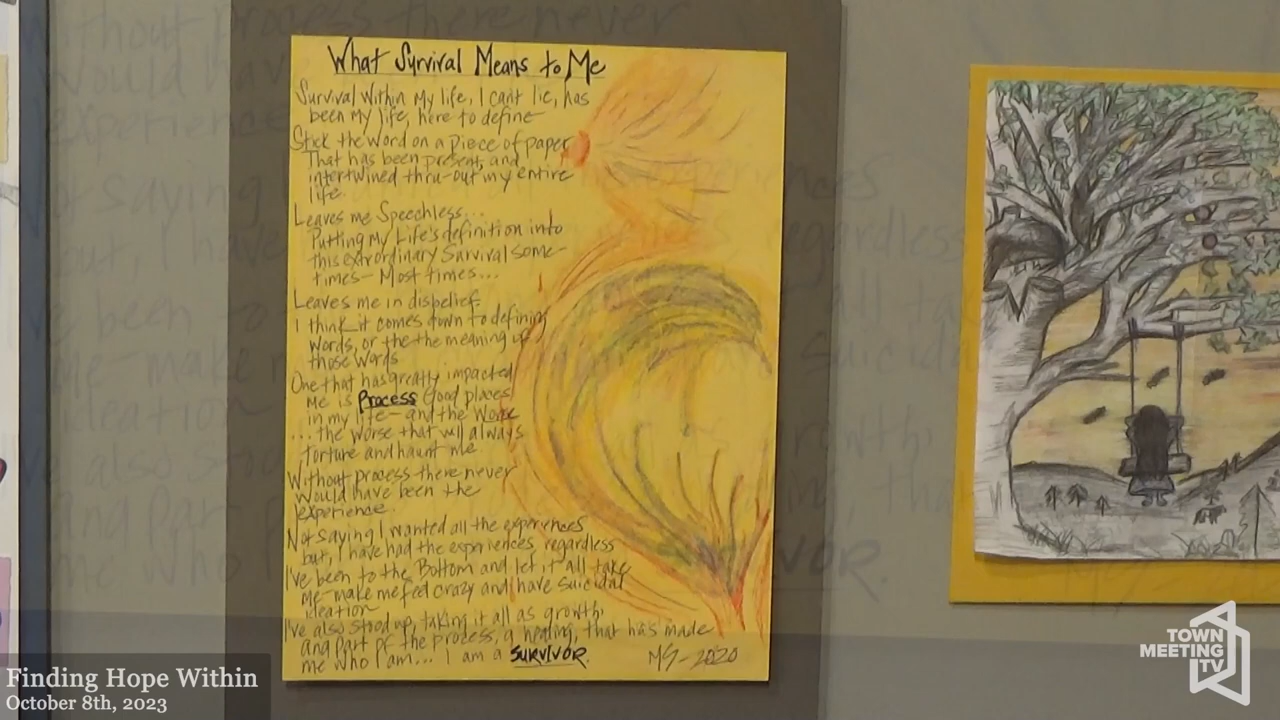 What Survival Means to Me
Survival Within My life, I cant lie, has
been my life, here to define
Stick the word on a piece of paper
That has been present, and
intertwined thru-out my entire
life.
Leaves me Speechless...
Putting My Life's definition into
this extrordinary Survival some-
times- Most times...
Leaves me in disbelief.
I think it comes down to defining
words, or the the meaning of
those words
One that has greatly impacted
me is Process Good places
in my life- and the Worse
... the worse that will always
torture and haunt me
Without process there never
would have been the
experience.
Not saying I wanted all the experiences
but, I have had the experiences, regardless
I've been to the Bottom and let it all take
me- make me feel crazy and have suicidal
ideation
I've also stood up, taking it all as growth,
and part of the process, a healing, that has made
me who I am... I am a SURVIVOR.
MS-2020
Finding Hope Within
October 8th, 2023
TOWN
MEETING
TV